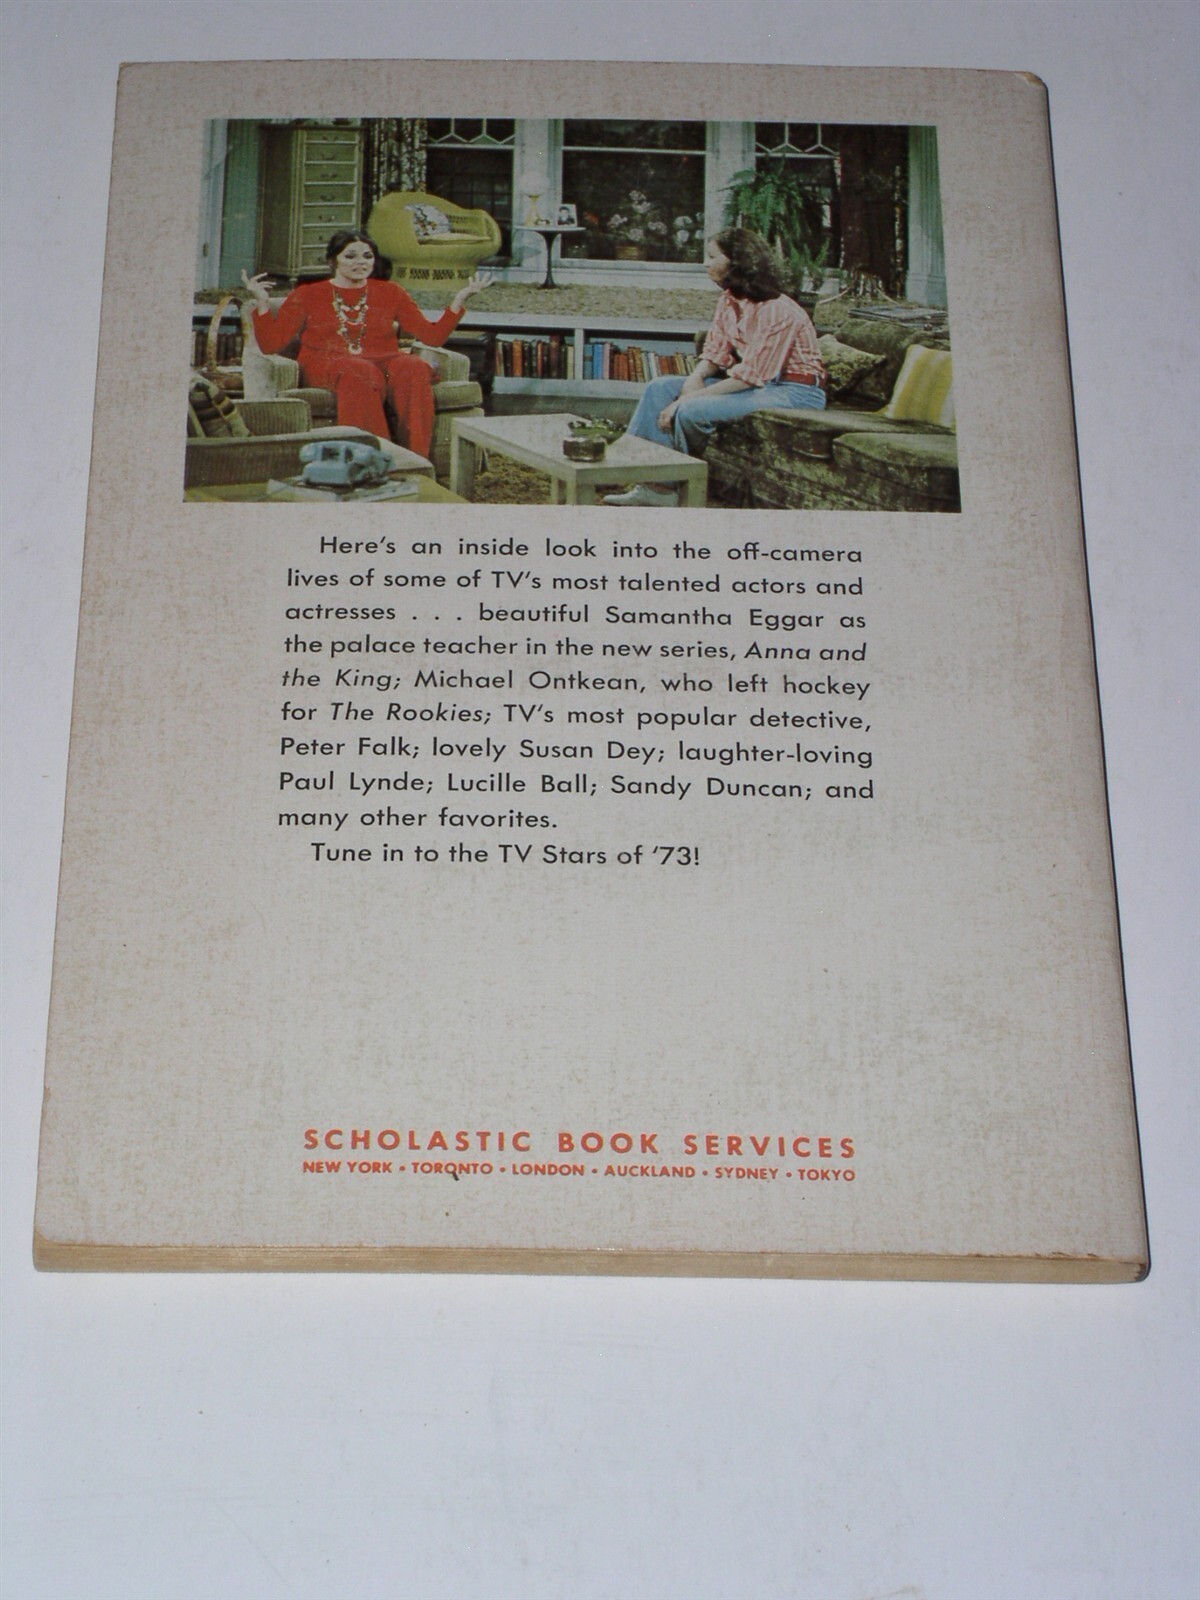 Here's an inside look into the off-camera
lives of some of TV's most talented actors and
actresses . . . beautiful Samantha Eggar as
the palace teacher in the new series, Anna and
the King; Michael Ontkean, who left hockey
for The Rookies; TV's most popular detective,
Peter Falk; lovely Susan Dey; laughter-loving
Paul Lynde; Lucille Ball; Sandy Duncan; and
many other favorites.
Tune in to the TV Stars of '73!
SCHOLASTIC BOOK SERVICES
NEW YORK • TORONTO • LONDON • AUCKLAND • SYDNEY • TOKYO